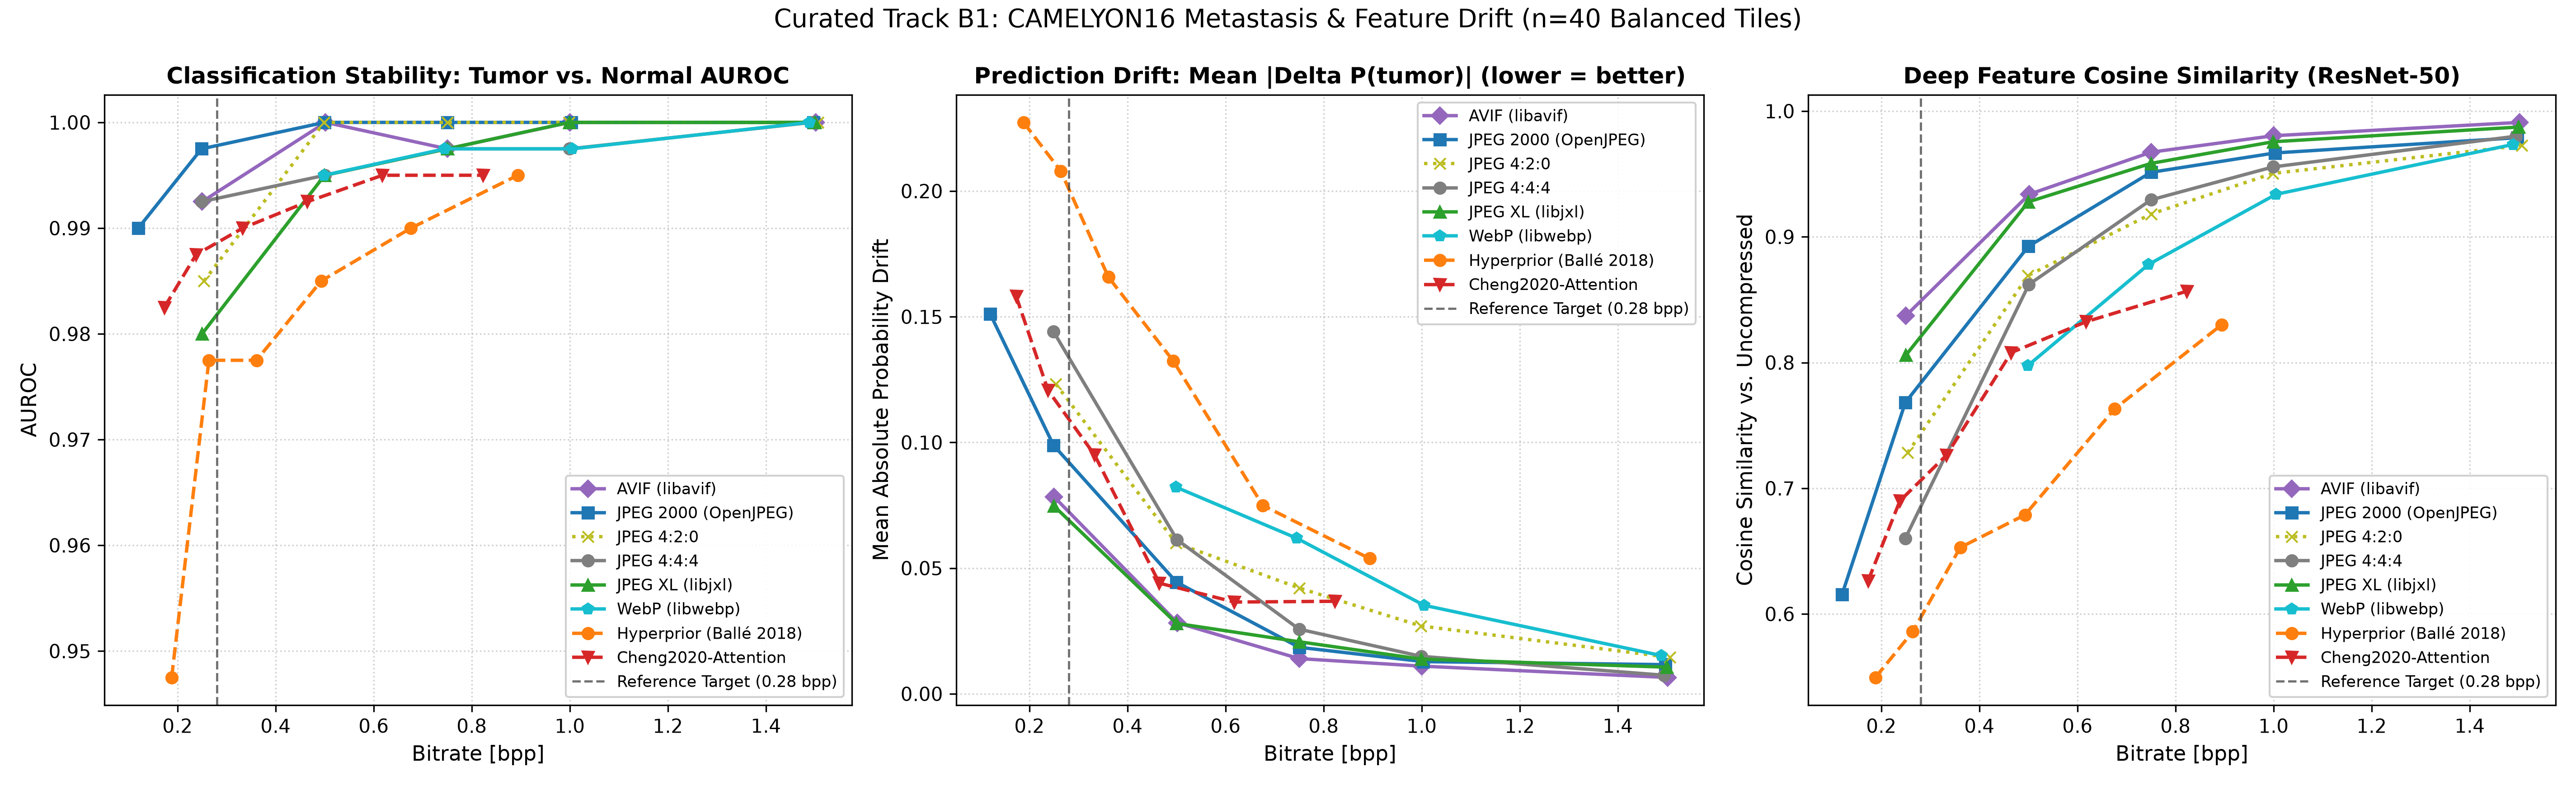 Curated Track B1: CAMELYON16 Metastasis & Feature Drift (n=40 Balanced Tiles)
Classification Stability: Tumor vs. Normal AUROC
AUROC
1.00
0.99
0.98
0.97
0.96
0.95
0.2
0.4
0.6
0.8
1.0
1.2
1.4
Bitrate [bpp]
AVIF (libavif)
JPEG 2000 (OpenJPEG)
JPEG 4:2:0
JPEG 4:4:4
JPEG XL (libjxl)
WebP (libwebp)
Hyperprior (Ballé 2018)
Cheng2020-Attention
Reference Target (0.28 bpp)
Prediction Drift: Mean |Delta P(tumor)| (lower = better)
Mean Absolute Probability Drift
0.20
0.15
0.10
0.05
0.00
0.2
0.4
0.6
0.8
1.0
1.2
1.4
Bitrate [bpp]
AVIF (libavif)
JPEG 2000 (OpenJPEG)
JPEG 4:2:0
JPEG 4:4:4
JPEG XL (libjxl)
WebP (libwebp)
Hyperprior (Ballé 2018)
Cheng2020-Attention
Reference Target (0.28 bpp)
Deep Feature Cosine Similarity (ResNet-50)
Cosine Similarity vs. Uncompressed
1.0
0.9
0.8
0.7
0.6
0.2
0.4
0.6
0.8
1.0
1.2
1.4
Bitrate [bpp]
AVIF (libavif)
JPEG 2000 (OpenJPEG)
JPEG 4:2:0
JPEG 4:4:4
JPEG XL (libjxl)
WebP (libwebp)
Hyperprior (Ballé 2018)
Cheng2020-Attention
Reference Target (0.28 bpp)